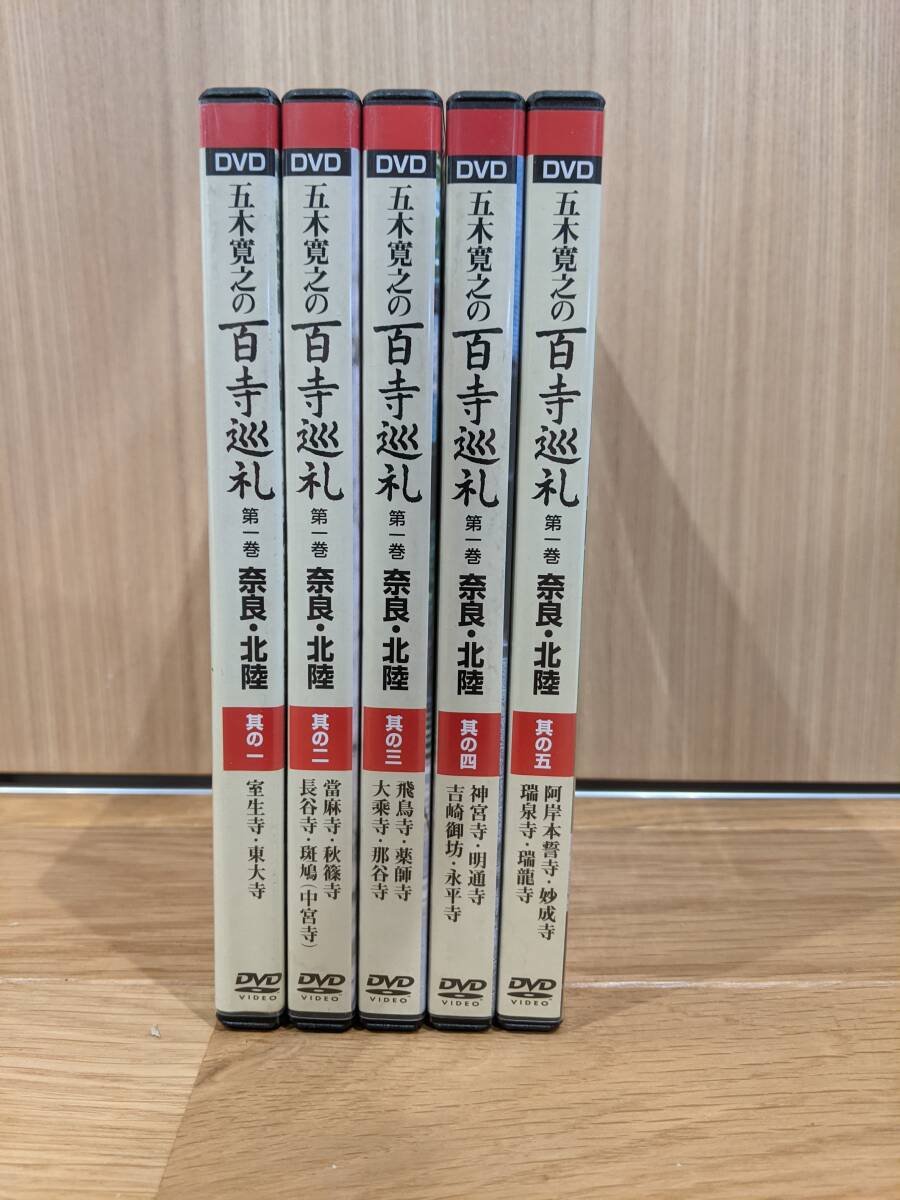 DVD
五木寛之の
百寺巡礼
第一巻
奈良・北陸
其の一
室生寺・東大寺
DVD
VIDEO
DVD
五木寛之の
百寺巡礼
第一巻
奈良・北陸
其の二
當麻寺・秋篠寺
長谷寺・斑鳩(中宮寺)
DVD
VIDEO
DVD
五木寛之の
百寺巡礼
第一巻
奈良・北陸
其の三
飛鳥寺・薬師寺
大乗寺・那谷寺
DVD
VIDEO
DVD
五木寛之の
百寺巡礼
第一巻
奈良・北陸
其の四
神宮寺・明通寺
吉崎御坊・永平寺
DVD
VIDEO
DVD
五木寛之の
百寺巡礼
第一巻
奈良・北陸
其の五
阿岸本誓寺・妙成寺
瑞泉寺・瑞龍寺
DVD
VIDEO